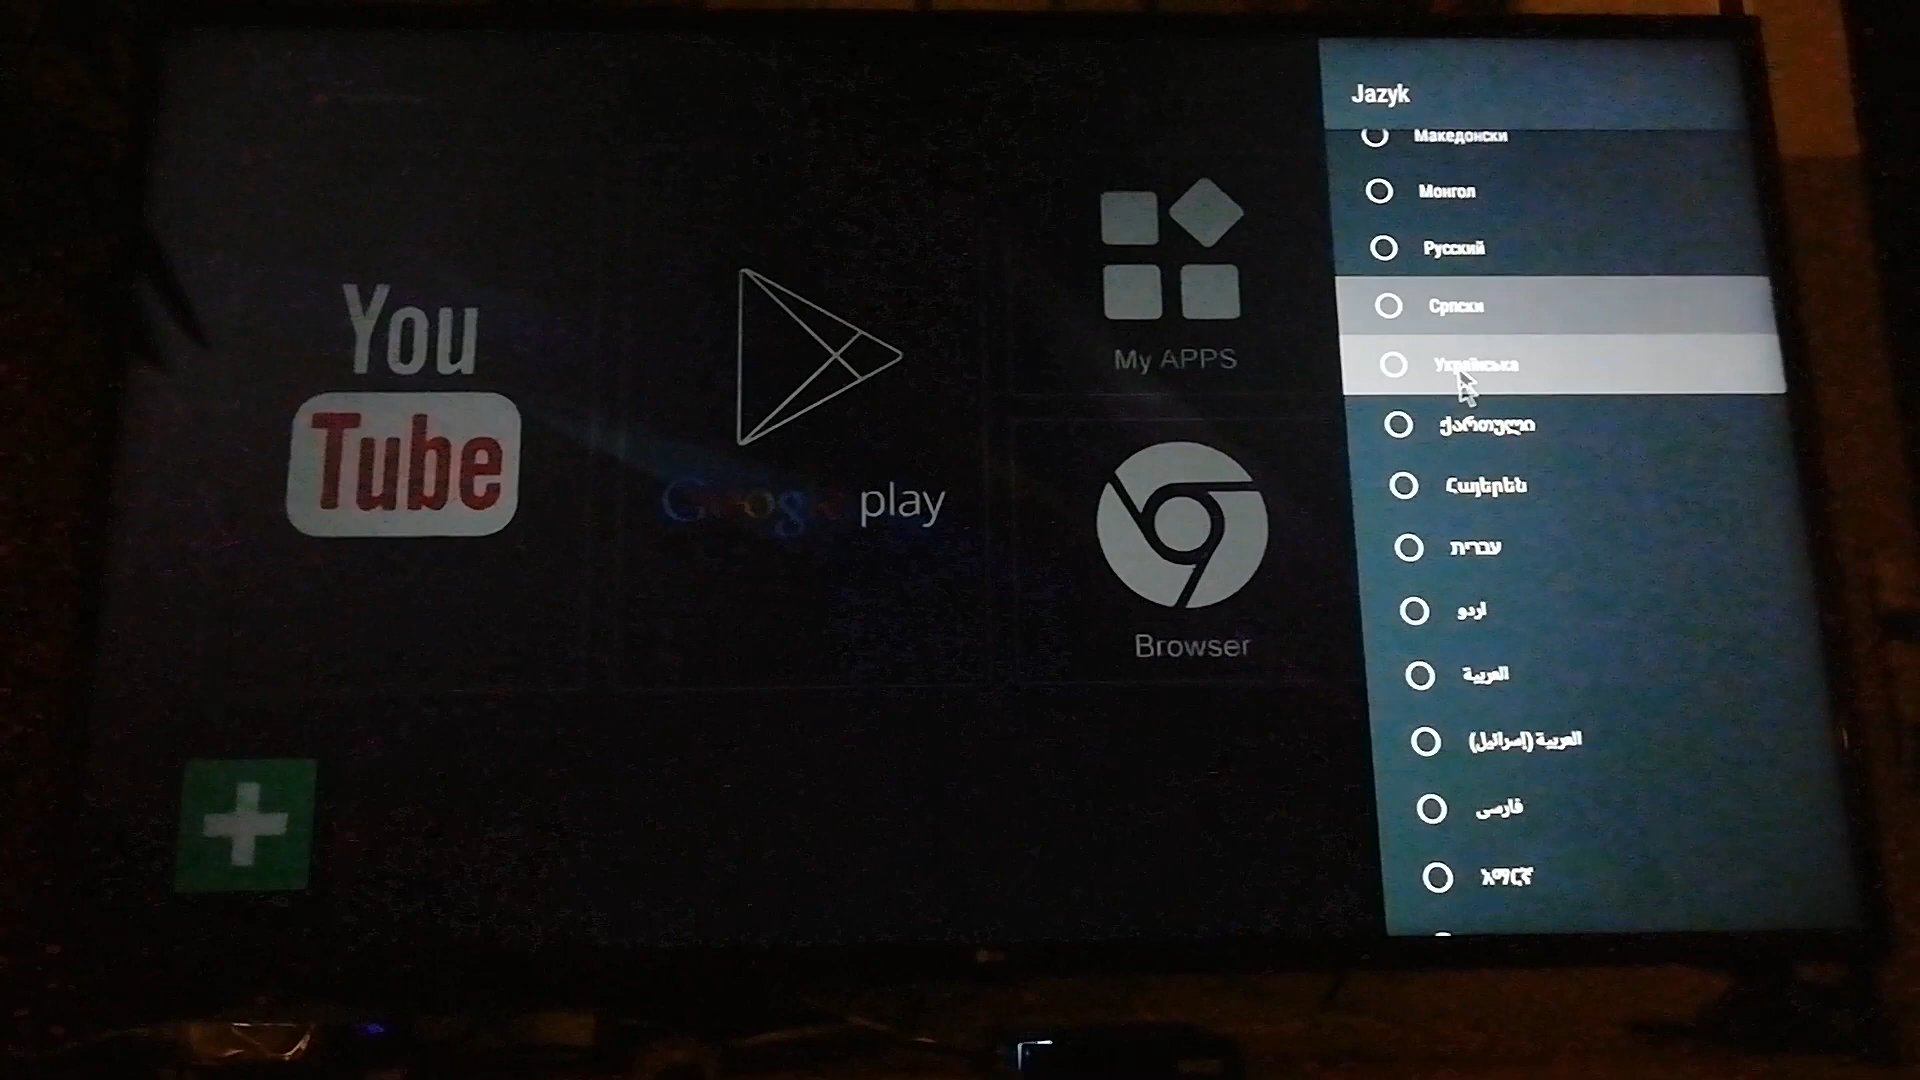 You
Tube
Google play
My APPS
Browser
Jazyk
Македонски
Монгол
Русский
Српски
Українська
ქართული
Հայերեն
עברית
اردو
العربية
العربية (إسرائيل)
فارسی
አማርኛ